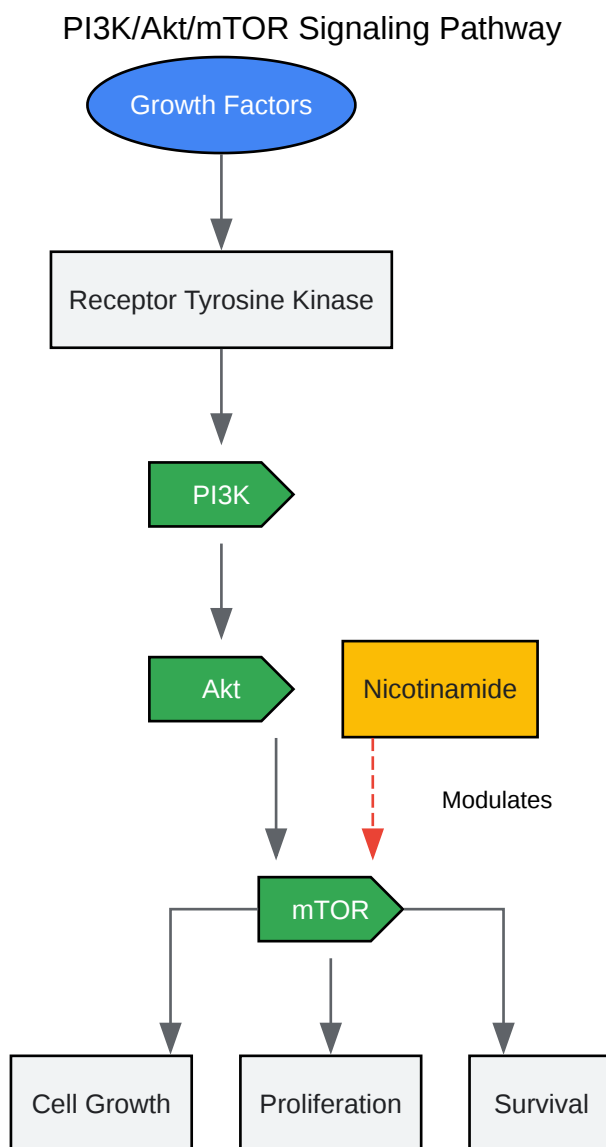 PI3K/Akt/mTOR Signaling Pathway
Growth Factors
Receptor Tyrosine Kinase
PI3K
Akt
Nicotinamide
Modulates
mTOR
Cell Growth
Proliferation
Survival